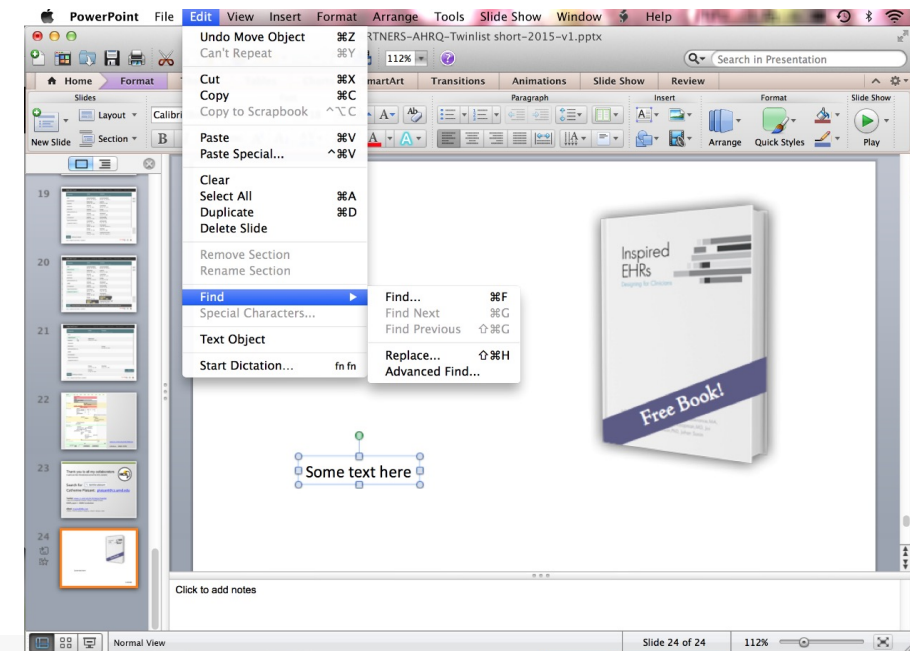 PowerPoint File Edit View Insert Format Arrange Tools Slide Show Window Help
RTNERS-AHRQ-Twinlist short-2015-v1.pptx
Undo Move Object ⌘Z
Can't Repeat ⌘Y
Cut ⌘X
Copy ⌘C
Copy to Scrapbook ⌃⌥C
Paste ⌘V
Paste Special... ⌃⌘V
Clear
Select All ⌘A
Duplicate ⌘D
Delete Slide
Remove Section
Rename Section
Find
Special Characters...
Text Object
Start Dictation... fn fn
Find... ⌘F
Find Next ⌘G
Find Previous ⇧⌘G
Replace... ⇧⌘H
Advanced Find...
112%
Search in Presentation
Home Format martArt Transitions Animations Slide Show Review
Slides Paragraph Insert Format Slide Show
New Slide Layout Section Calibri B Arrange Quick Styles Play
19
20
21
22
23
24
Inspired
EHRs
Designing for Clinicians
Free Book!
Some text here
Click to add notes
Normal View Slide 24 of 24 112%